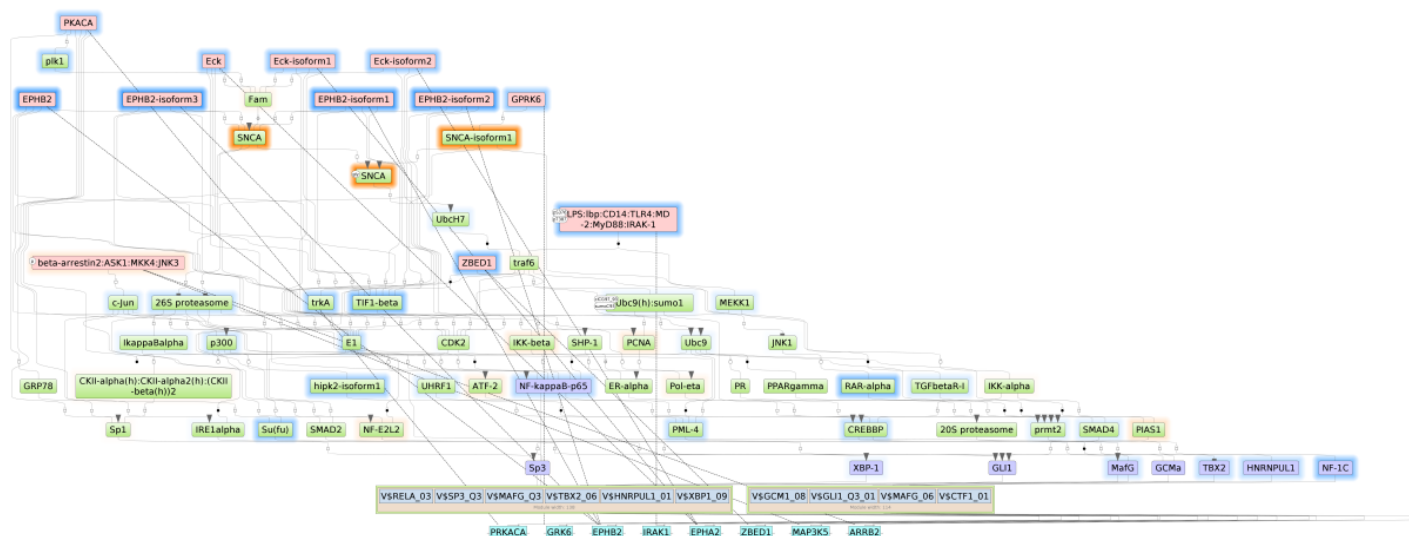 PKACA
plk1
Eck
Eck-isoform1
Eck-isoform2
EPHB2
EPHB2-isoform3
Fam
EPHB2-isoform1
EPHB2-isoform2
GPRK6
SNCA
SNCA-isoform1
SNCA
UbcH7
LPS:lbp:CD14:TLR4:MD
-2:MyD88:IRAK-1
beta-arrestin2:ASK1:MKK4:JNK3
ZBED1
traf6
c-Jun
26S proteasome
trkA
TIF1-beta
Ubc9(h):sumo1
MEKK1
IkappaBalpha
p300
E1
CDK2
IKK-beta
SHP-1
PCNA
Ubc9
JNK1
GRP78
CKII-alpha(h):CKII-alpha2(h):(CKII
-beta(h))2
hipk2-isoform1
UHRF1
ATF-2
NF-kappaB-p65
ER-alpha
Pol-eta
PR
PPARgamma
RAR-alpha
TGFbetaR-I
IKK-alpha
Sp1
IRE1alpha
Su(fu)
SMAD2
NF-E2L2
PML-4
CREBBP
20S proteasome
prmt2
SMAD4
PIAS1
Sp3
XBP-1
GLI1
MafG
GCMa
TBX2
HNRNPUL1
NF-1C
V$RELA_03
V$SP3_Q3
V$MAFG_Q3
V$TBX2_06
V$HNRPUL1_01
V$XBP1_09
V$GCM1_08
V$GLI1_Q3_01
V$MAFG_06
V$CTF1_01
PRKACA
GRK6
EPHB2
IRAK1
EPHA2
ZBED1
MAP3K5
ARRB2